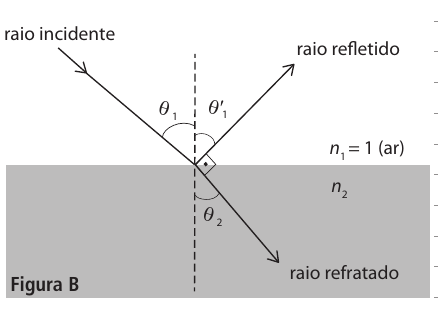 raio incidente
raio refletido
θ₁ θ′₁
n₁ = 1 (ar)
n₂
θ₂
raio refratado
Figura B